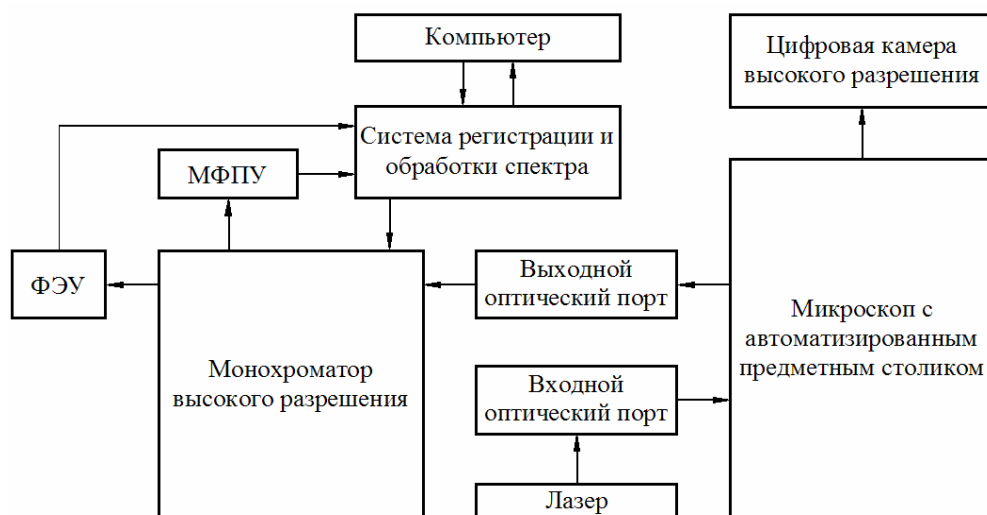 Компьютер
Цифровая камера
высокого разрешения
Система регистрации и
обработки спектра
МФПУ
ФЭУ
Выходной
оптический порт
Микроскоп с
автоматизированным
предметным столиком
Монохроматор
высокого разрешения
Входной
оптический порт
Лазер